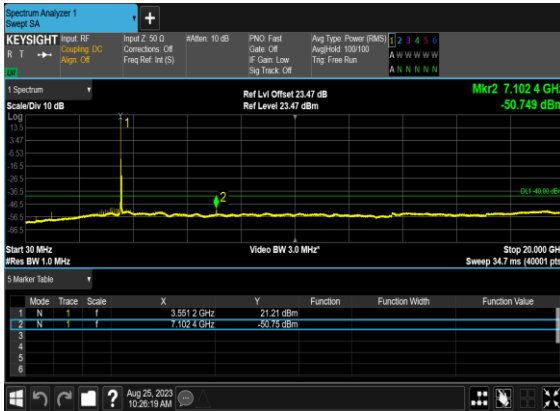 Spectrum Analyzer 1
Swept SA
+
KEYSIGHT Input: RF Input Z: 50 Ω #Atten: 10 dB PNO: Fast Avg Type: Power (RMS) 1 2 3 4 5 6
R T Coupling: DC Corrections: Off Gate: Off Avg|Hold: 100/100 A W W W W W
Align: Off Freq Ref: Int (S) IF Gain: Low Trig: Free Run
Sig Track: Off A N N N N N
1 Spectrum
Ref Lvl Offset 23.47 dB Mkr2 7.102 4 GHz
Scale/Div 10 dB Ref Level 23.47 dBm -50.749 dBm
Log
1
13.5
3.47
-6.53
-16.5
-26.5
-36.5 DL1 -40.00 dBm
2
-46.5
-56.5
-66.5
Start 30 MHz Video BW 3.0 MHz* Stop 20.000 GHz
#Res BW 1.0 MHz Sweep 34.7 ms (40001 pts)
5 Marker Table
Mode Trace Scale X Y Function Function Width Function Value
1 N 1 f 3.551 2 GHz 21.21 dBm
2 N 1 f 7.102 4 GHz -50.75 dBm
3
4
5
6
? Aug 25, 2023
10:26:19 AM